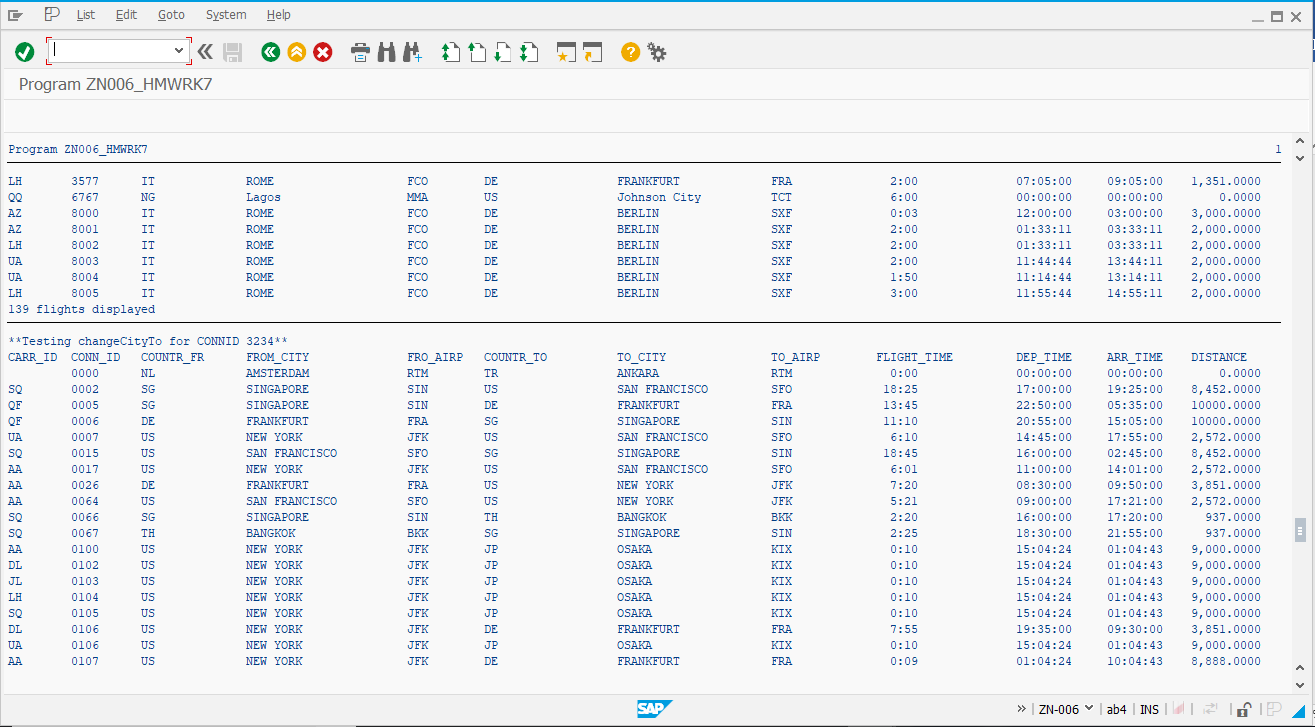 List Edit Goto System Help
Program ZN006_HMWRK7
Program ZN006_HMWRK7 1
LH 3577 IT ROME FCO DE FRANKFURT FRA 2:00 07:05:00 09:05:00 1,351.0000
QQ 6767 NG Lagos MMA US Johnson City TCT 6:00 00:00:00 00:00:00 0.0000
AZ 8000 IT ROME FCO DE BERLIN SXF 0:03 12:00:00 03:00:00 3,000.0000
AZ 8001 IT ROME FCO DE BERLIN SXF 2:00 01:33:11 03:33:11 2,000.0000
LH 8002 IT ROME FCO DE BERLIN SXF 2:00 01:33:11 03:33:11 2,000.0000
UA 8003 IT ROME FCO DE BERLIN SXF 2:00 11:44:44 13:44:11 2,000.0000
UA 8004 IT ROME FCO DE BERLIN SXF 1:50 11:14:44 13:14:11 2,000.0000
LH 8005 IT ROME FCO DE BERLIN SXF 3:00 11:55:44 14:55:11 2,000.0000
139 flights displayed
**Testing changeCityTo for CONNID 3234**
CARR_ID CONN_ID COUNTR_FR FROM_CITY FRO_AIRP COUNTR_TO TO_CITY TO_AIRP FLIGHT_TIME DEP_TIME ARR_TIME DISTANCE
0000 NL AMSTERDAM RTM TR ANKARA RTM 0:00 00:00:00 00:00:00 0.0000
SQ 0002 SG SINGAPORE SIN US SAN FRANCISCO SFO 18:25 17:00:00 19:25:00 8,452.0000
QF 0005 SG SINGAPORE SIN DE FRANKFURT FRA 13:45 22:50:00 05:35:00 10000.0000
QF 0006 DE FRANKFURT FRA SG SINGAPORE SIN 11:10 20:55:00 15:05:00 10000.0000
UA 0007 US NEW YORK JFK US SAN FRANCISCO SFO 6:10 14:45:00 17:55:00 2,572.0000
SQ 0015 US SAN FRANCISCO SFO SG SINGAPORE SIN 18:45 16:00:00 02:45:00 8,452.0000
AA 0017 US NEW YORK JFK US SAN FRANCISCO SFO 6:01 11:00:00 14:01:00 2,572.0000
AA 0026 DE FRANKFURT FRA US NEW YORK JFK 7:20 08:30:00 09:50:00 3,851.0000
AA 0064 US SAN FRANCISCO SFO US NEW YORK JFK 5:21 09:00:00 17:21:00 2,572.0000
SQ 0066 SG SINGAPORE SIN TH BANGKOK BKK 2:20 16:00:00 17:20:00 937.0000
SQ 0067 TH BANGKOK BKK SG SINGAPORE SIN 2:25 18:30:00 21:55:00 937.0000
AA 0100 US NEW YORK JFK JP OSAKA KIX 0:10 15:04:24 01:04:43 9,000.0000
DL 0102 US NEW YORK JFK JP OSAKA KIX 0:10 15:04:24 01:04:43 9,000.0000
JL 0103 US NEW YORK JFK JP OSAKA KIX 0:10 15:04:24 01:04:43 9,000.0000
LH 0104 US NEW YORK JFK JP OSAKA KIX 0:10 15:04:24 01:04:43 9,000.0000
SQ 0105 US NEW YORK JFK JP OSAKA KIX 0:10 15:04:24 01:04:43 9,000.0000
DL 0106 US NEW YORK JFK DE FRANKFURT FRA 7:55 19:35:00 09:30:00 3,851.0000
UA 0106 US NEW YORK JFK JP OSAKA KIX 0:10 15:04:24 01:04:43 9,000.0000
AA 0107 US NEW YORK JFK DE FRANKFURT FRA 0:09 01:04:24 10:04:43 8,888.0000
SAP ZN-006 ab4 INS